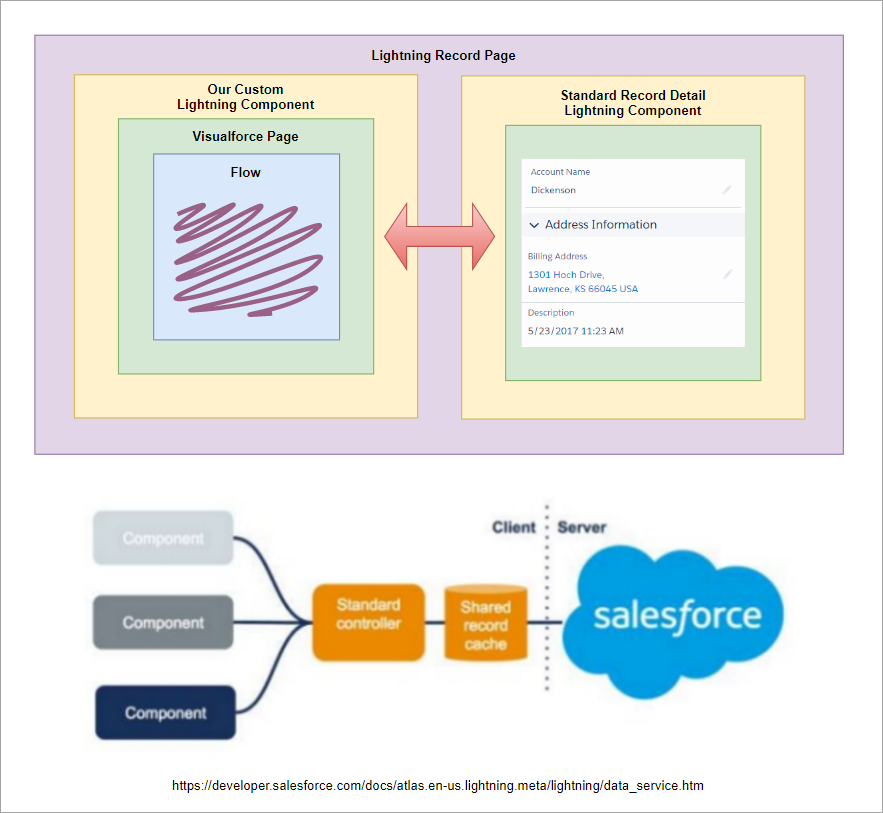 Lightning Record Page
Our Custom
Lightning Component
Visualforce Page
Flow
Standard Record Detail
Lightning Component
Account Name
Dickenson
Address Information
Billing Address
1301 Hoch Drive,
Lawrence, KS 66045 USA
Description
5/23/2017 11:23 AM
Client
Server
Component
Component
Component
Standard
controller
Shared
record
cache
salesforce
https://developer.salesforce.com/docs/atlas.en-us.lightning.meta/lightning/data_service.htm